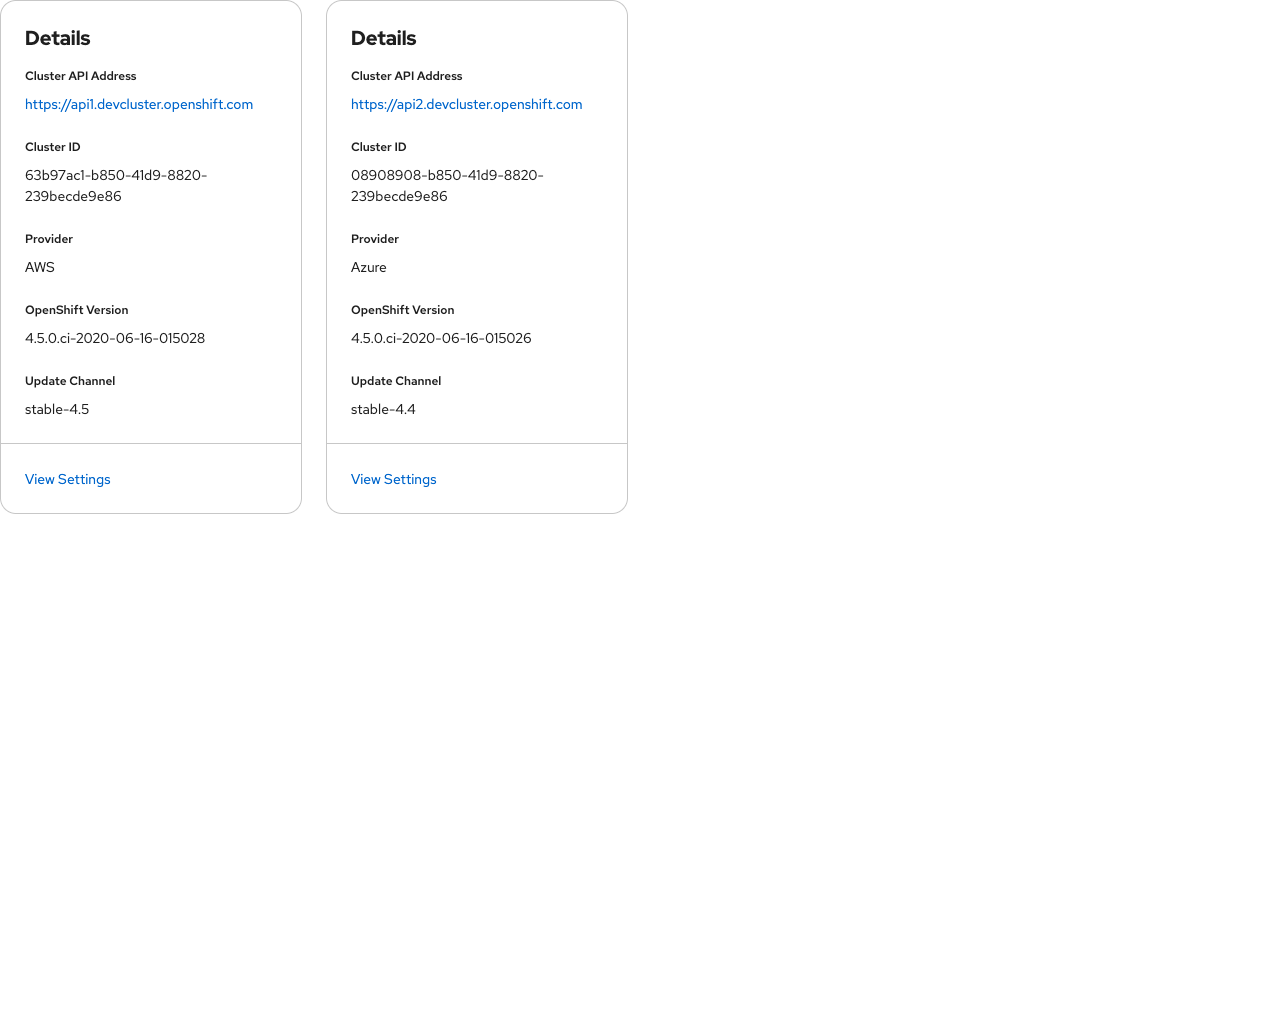 Details
Cluster API Address
https://api1.devcluster.openshift.com
Cluster ID
63b97ac1-b850-41d9-8820-
239becde9e86
Provider
AWS
OpenShift Version
4.5.0.ci-2020-06-16-015028
Update Channel
stable-4.5
View Settings
Details
Cluster API Address
https://api2.devcluster.openshift.com
Cluster ID
08908908-b850-41d9-8820-
239becde9e86
Provider
Azure
OpenShift Version
4.5.0.ci-2020-06-16-015026
Update Channel
stable-4.4
View Settings